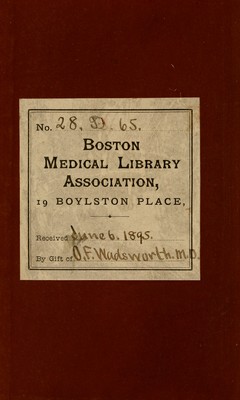 No. 28. D. 65.
BOSTON
MEDICAL LIBRARY
ASSOCIATION,
19 BOYLSTON PLACE,
Received June 6. 1895.
By Gift of O.F. Wadsworth. M.D.